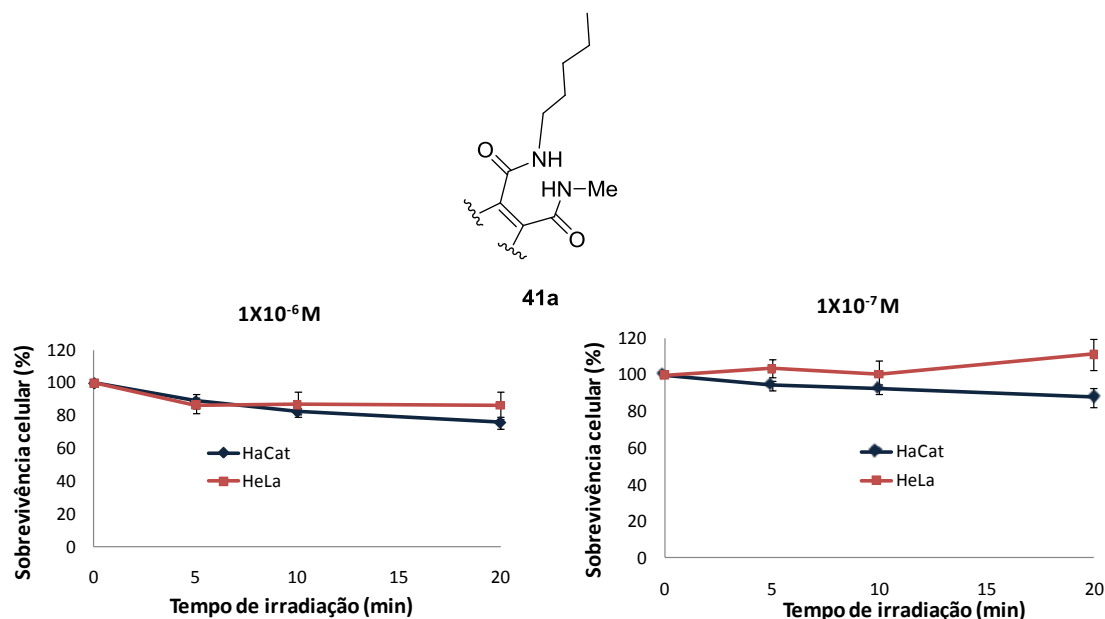 O
NH
HN–Me
O
41a
1X10⁻⁶ M
Sobrevivência celular (%)
120
100
80
60
40
20
0
HaCat
HeLa
0 5 10 15 20
Tempo de irradiação (min)
1X10⁻⁷ M
Sobrevivência celular (%)
120
100
80
60
40
20
0
HaCat
HeLa
0 5 10 15 20
Tempo de irradiação (min)